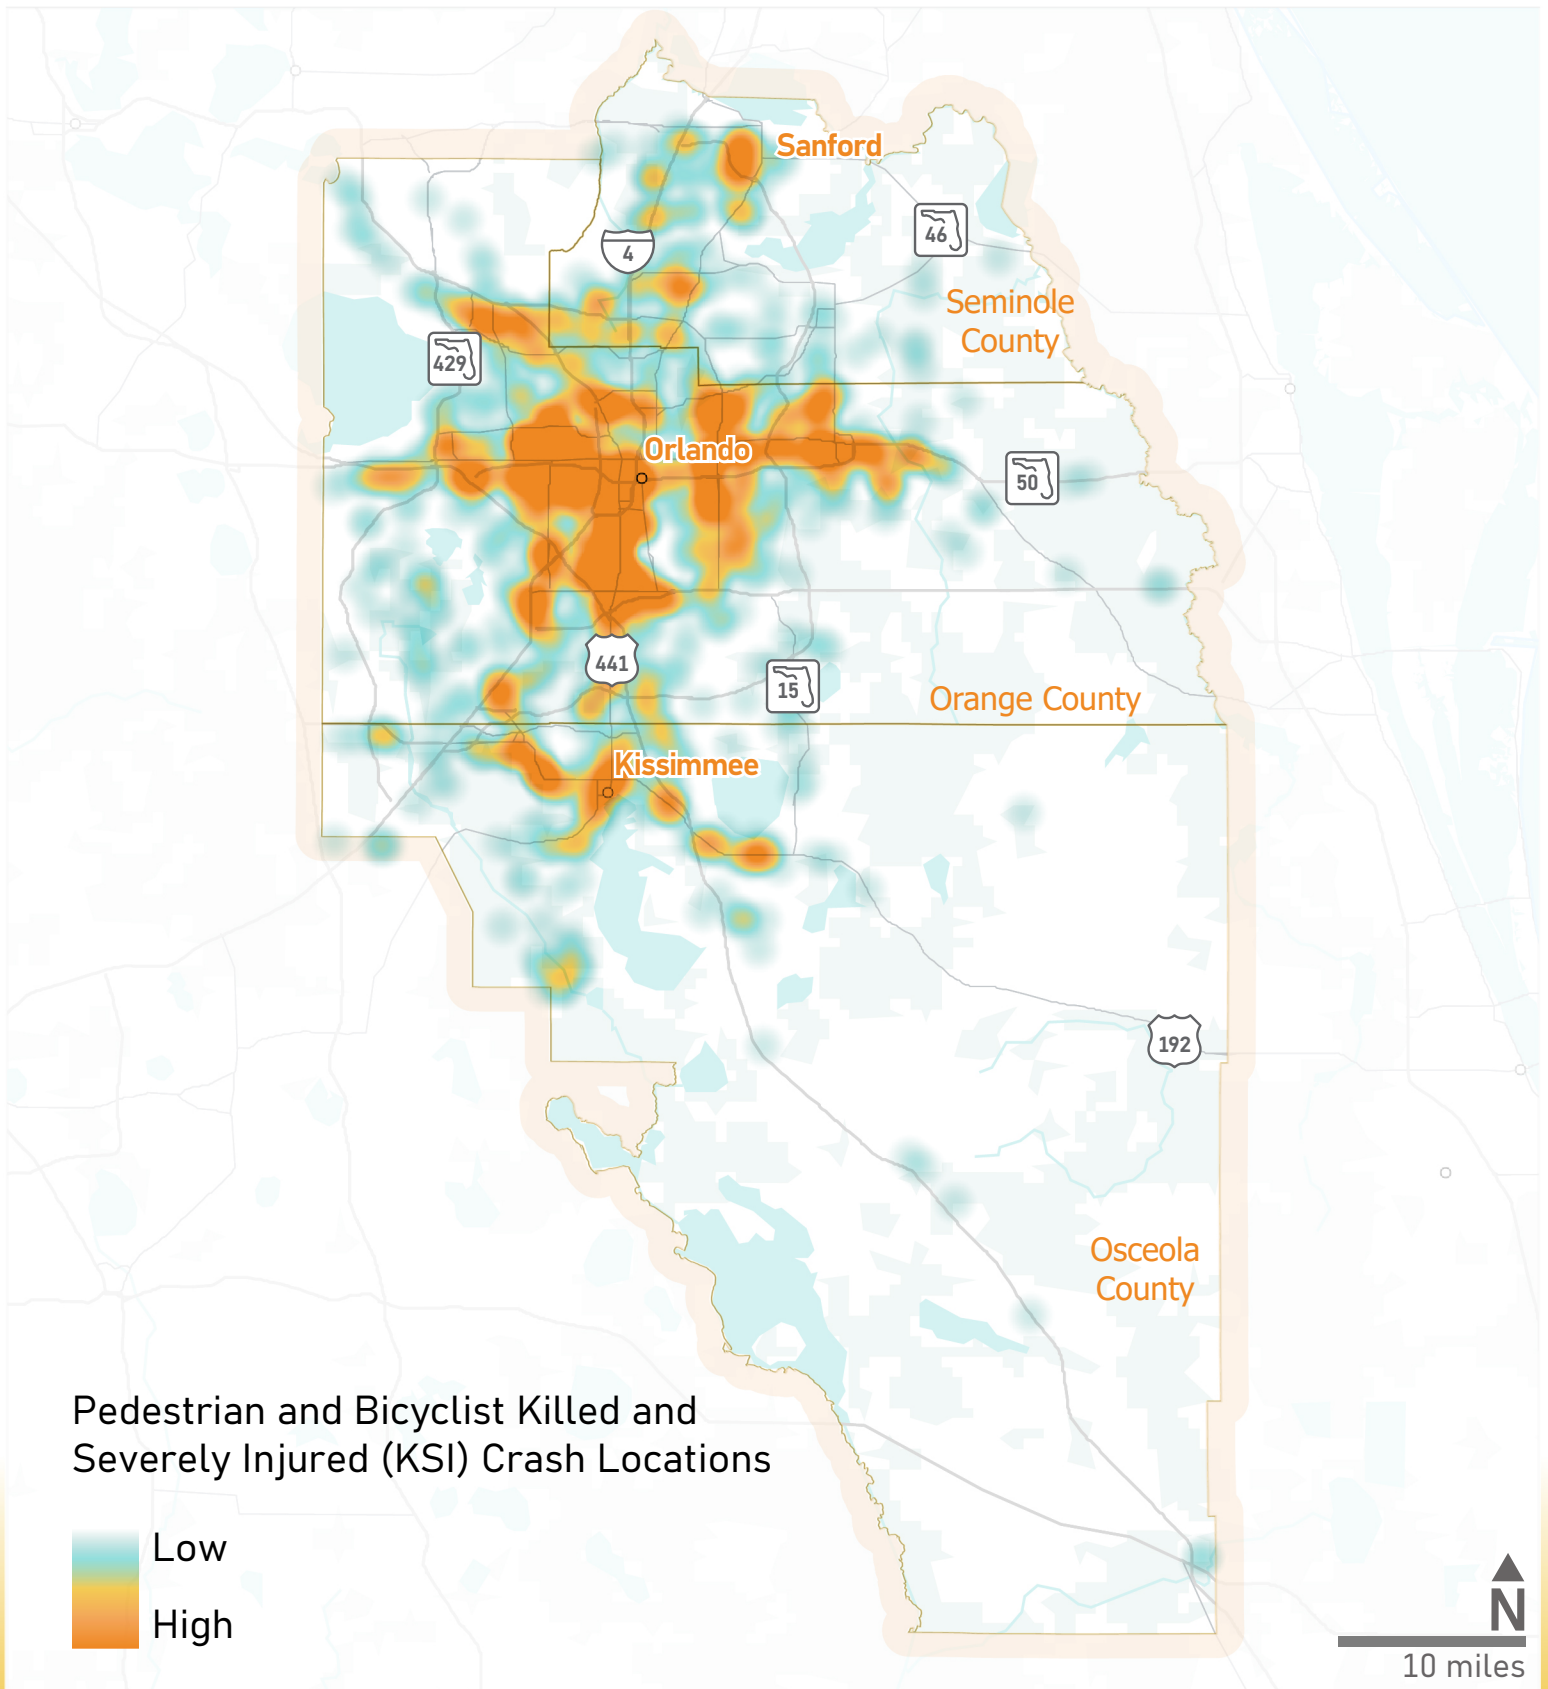 Sanford
46
4
Seminole
County
429
Orlando
50
441
15
Orange County
Kissimmee
192
Osceola
County
Pedestrian and Bicyclist Killed and
Severely Injured (KSI) Crash Locations
Low
High
N
10 miles